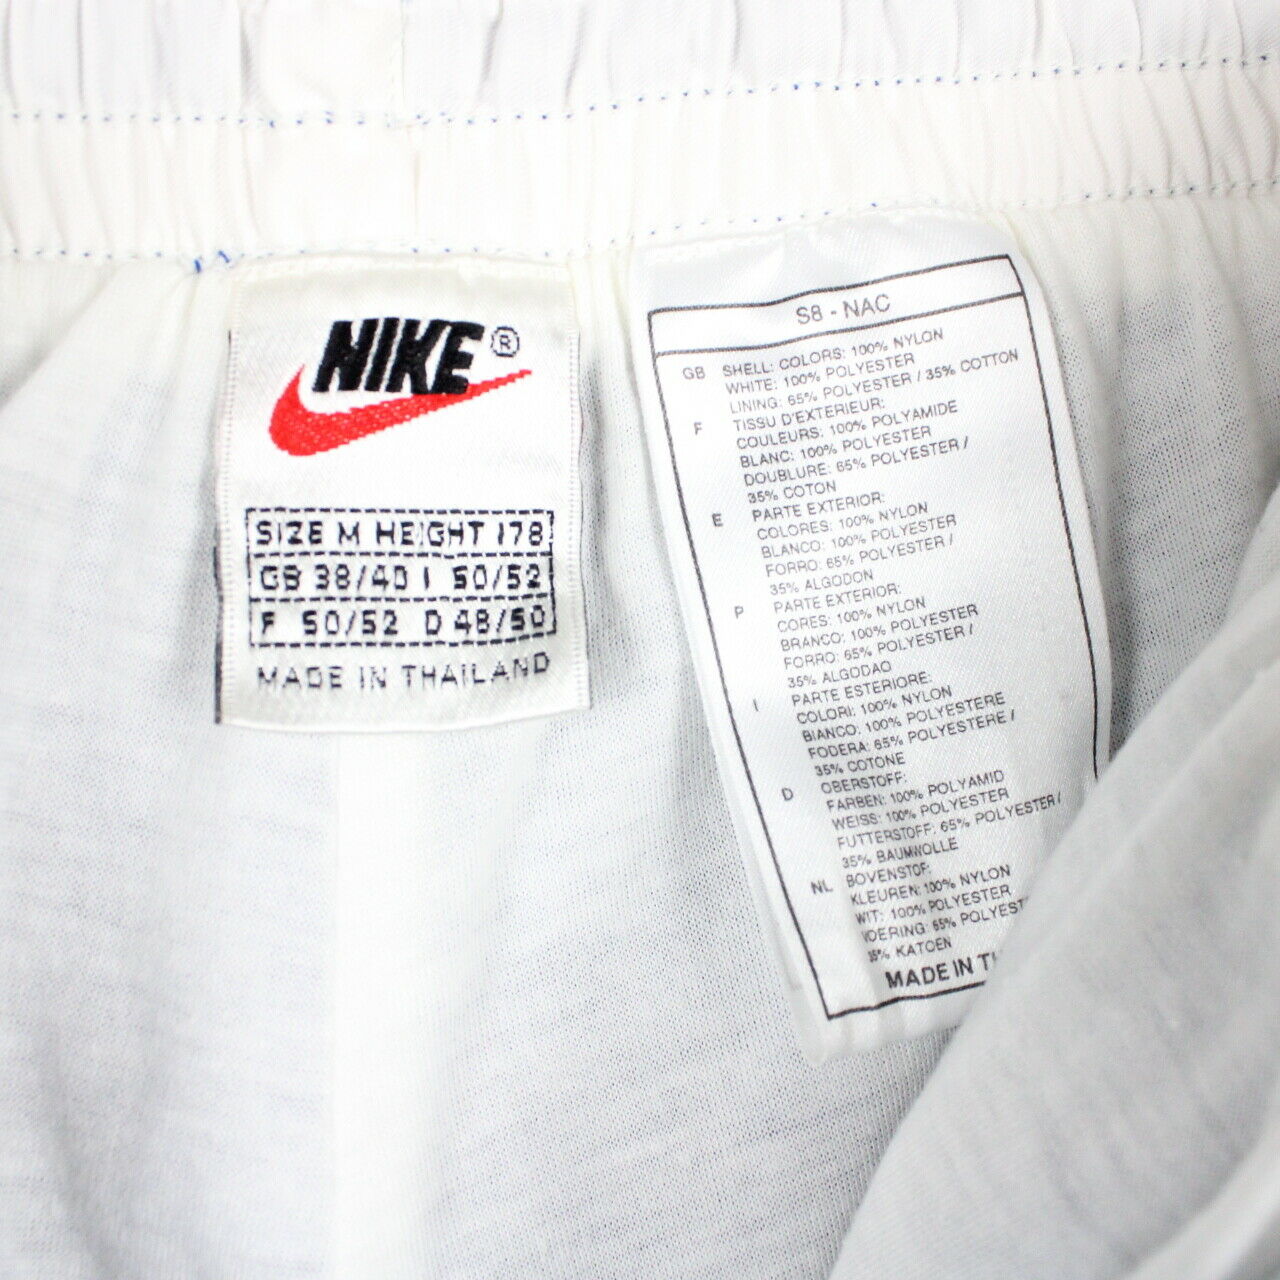 NIKE®
SIZE M HEIGHT 178
GB 38/40 I 50/52
F 50/52 D 48/50
MADE IN THAILAND
S8 - NAC
GB SHELL: COLORS: 100% NYLON
WHITE: 100% POLYESTER
LINING: 65% POLYESTER / 35% COTTON
F TISSU D'EXTERIEUR:
COULEURS: 100% POLYAMIDE
BLANC: 100% POLYESTER
DOUBLURE: 65% POLYESTER /
35% COTON
E PARTE EXTERIOR:
COLORES: 100% NYLON
BLANCO: 100% POLYESTER
FORRO: 65% POLYESTER /
35% ALGODON
P PARTE EXTERIOR:
CORES: 100% NYLON
BRANCO: 100% POLYESTER
FORRO: 65% POLYESTER /
35% ALGODAO
I PARTE ESTERIORE:
COLORI: 100% NYLON
BIANCO: 100% POLYESTERE
FODERA: 65% POLYESTERE /
35% COTONE
D OBERSTOFF:
FARBEN: 100% POLYAMID
WEISS: 100% POLYESTER
FUTTERSTOFF: 65% POLYESTER /
35% BAUMWOLLE
NL BOVENSTOF:
KLEUREN: 100% NYLON
WIT: 100% POLYESTER
VOERING: 65% POLYEST
35% KATOEN
MADE IN TH